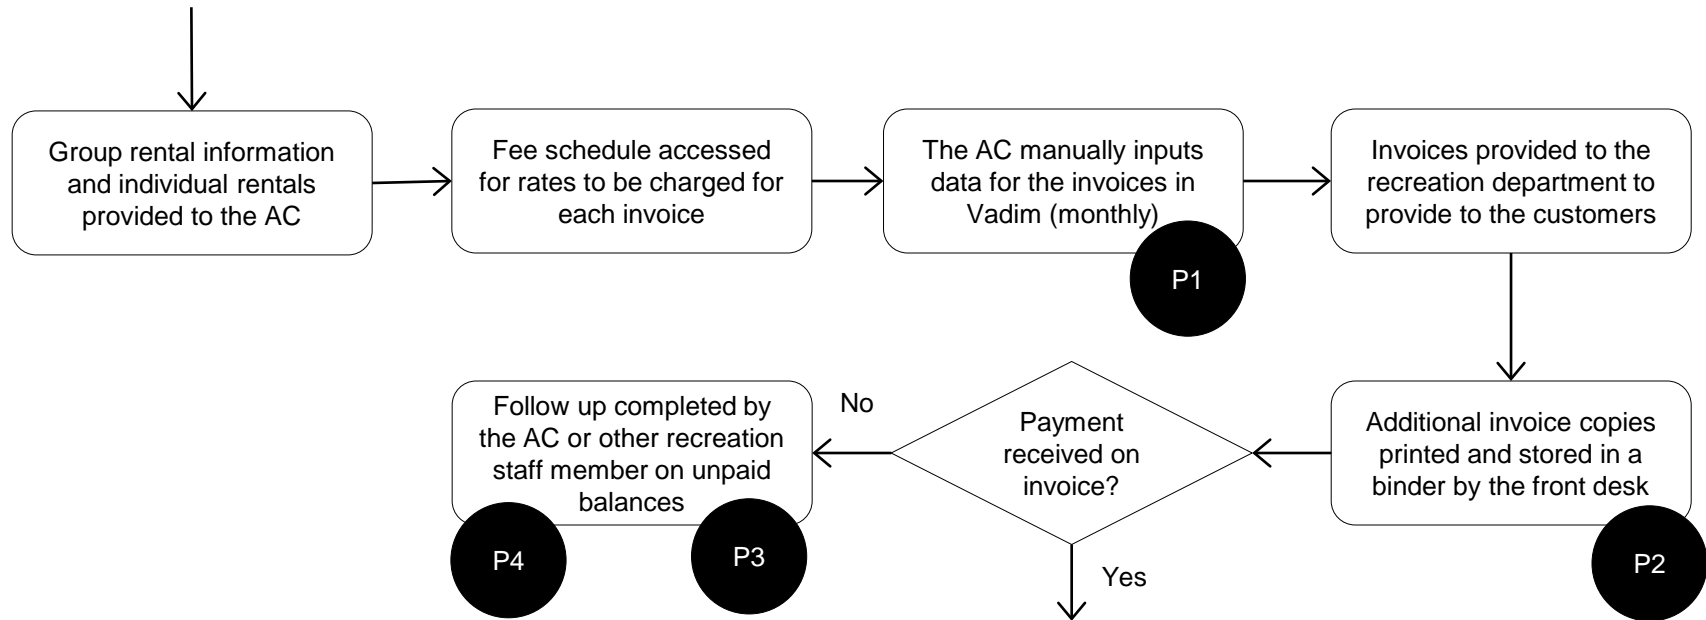 Group rental information
and individual rentals
provided to the AC
Fee schedule accessed
for rates to be charged for
each invoice
The AC manually inputs
data for the invoices in
Vadim (monthly)
P1
Invoices provided to the
recreation department to
provide to the customers
Additional invoice copies
printed and stored in a
binder by the front desk
P2
Payment
received on
invoice?
No
Yes
Follow up completed by
the AC or other recreation
staff member on unpaid
balances
P4
P3